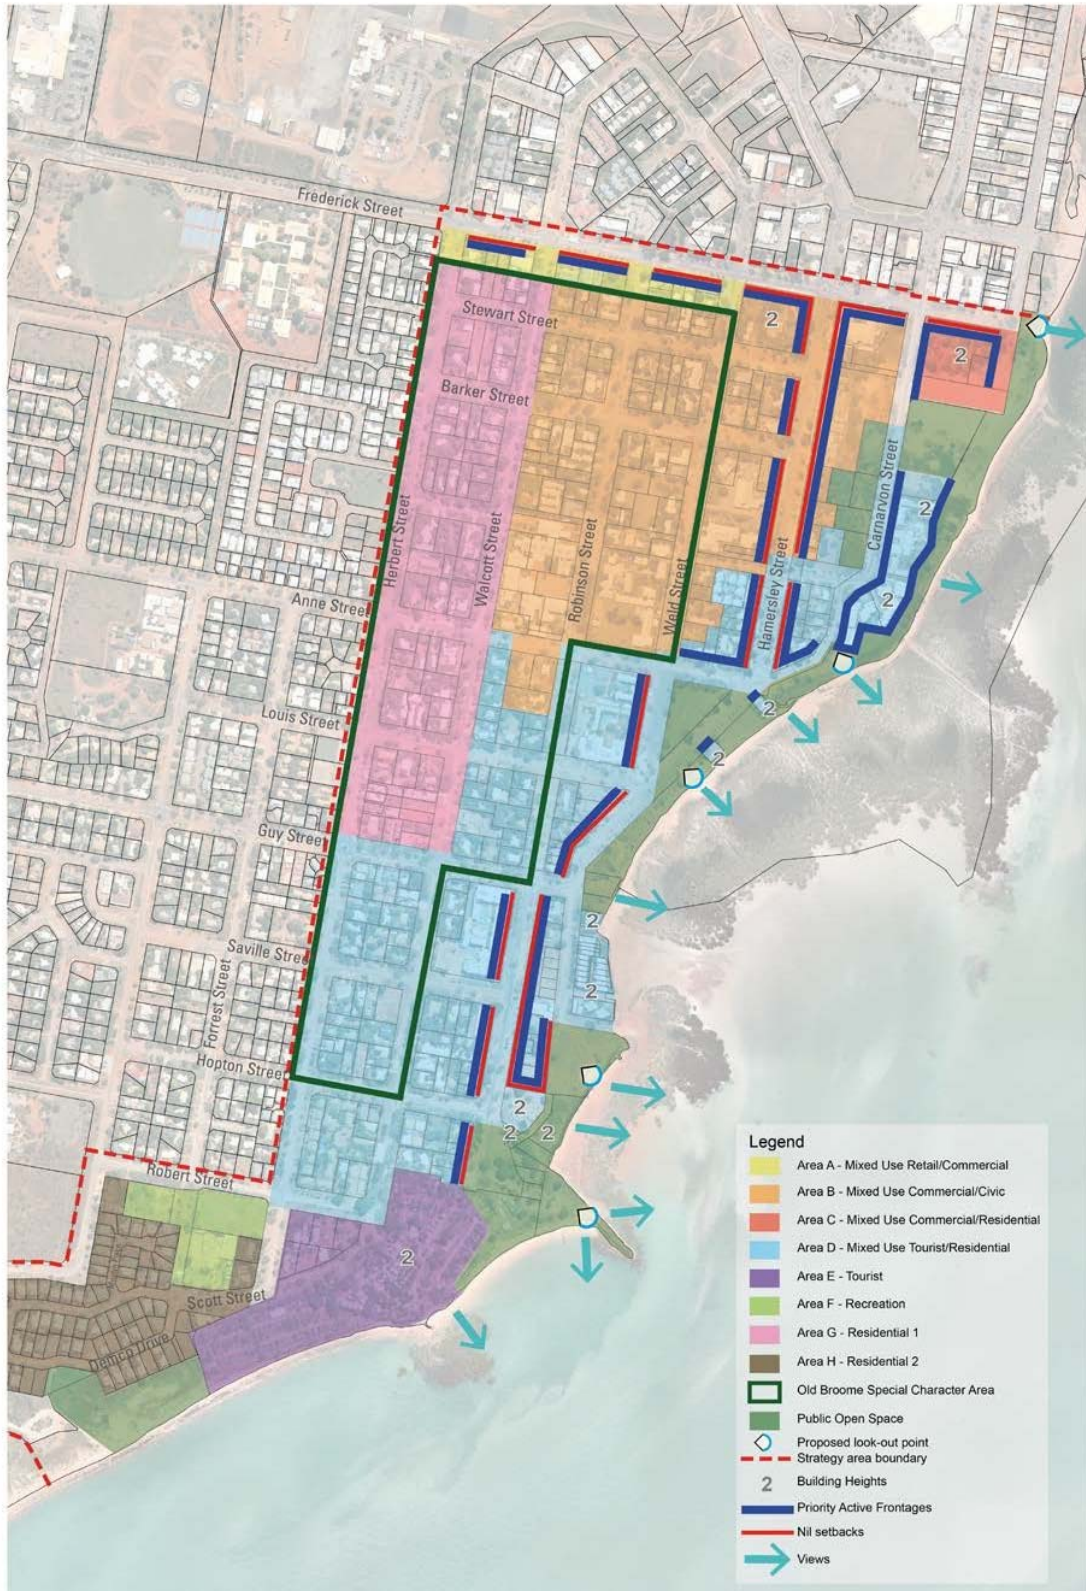 Frederick Street
Stewart Street
2
2
Barker Street
Herbert Street
Walcott Street
Robinson Street
Weld Street
Hamersley Street
Carnarvon Street
2
Anne Street
2
Louis Street
2
2
Guy Street
2
Saville Street
2
Forrest Street
Hopton Street
2
2
2
Robert Street
2
Scott Street
Demco Drive
Legend
Area A - Mixed Use Retail/Commercial
Area B - Mixed Use Commercial/Civic
Area C - Mixed Use Commercial/Residential
Area D - Mixed Use Tourist/Residential
Area E - Tourist
Area F - Recreation
Area G - Residential 1
Area H - Residential 2
Old Broome Special Character Area
Public Open Space
Proposed look-out point
Strategy area boundary
2 Building Heights
Priority Active Frontages
Nil setbacks
Views